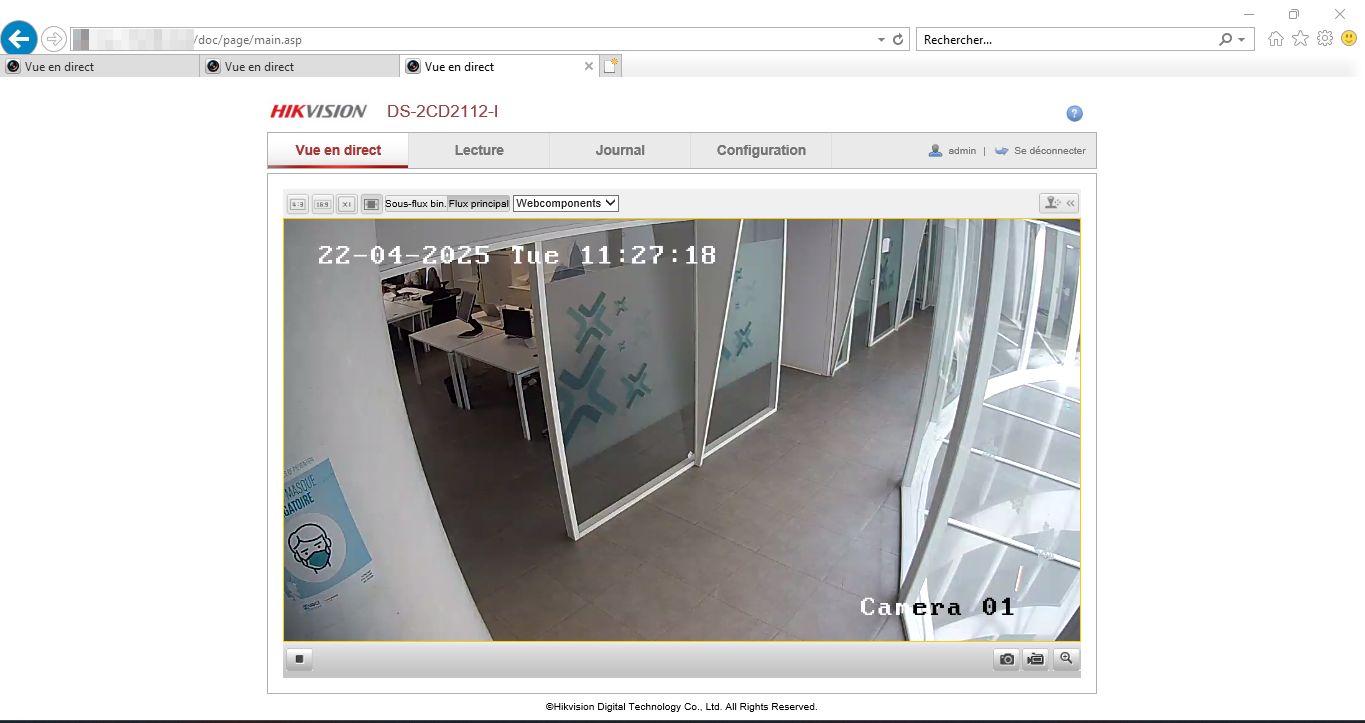 /doc/page/main.asp
Rechercher...
Vue en direct
Vue en direct
Vue en direct
HIKVISION
DS-2CD2112-I
Vue en direct
Lecture
Journal
Configuration
admin
|
Se déconnecter
4:3
16:9
X1
Sous-flux bin.
Flux principal
Webcomponents
22-04-2025 Tue 11:27:18
MASQUE
Camera 01
©Hikvision Digital Technology Co., Ltd. All Rights Reserved.